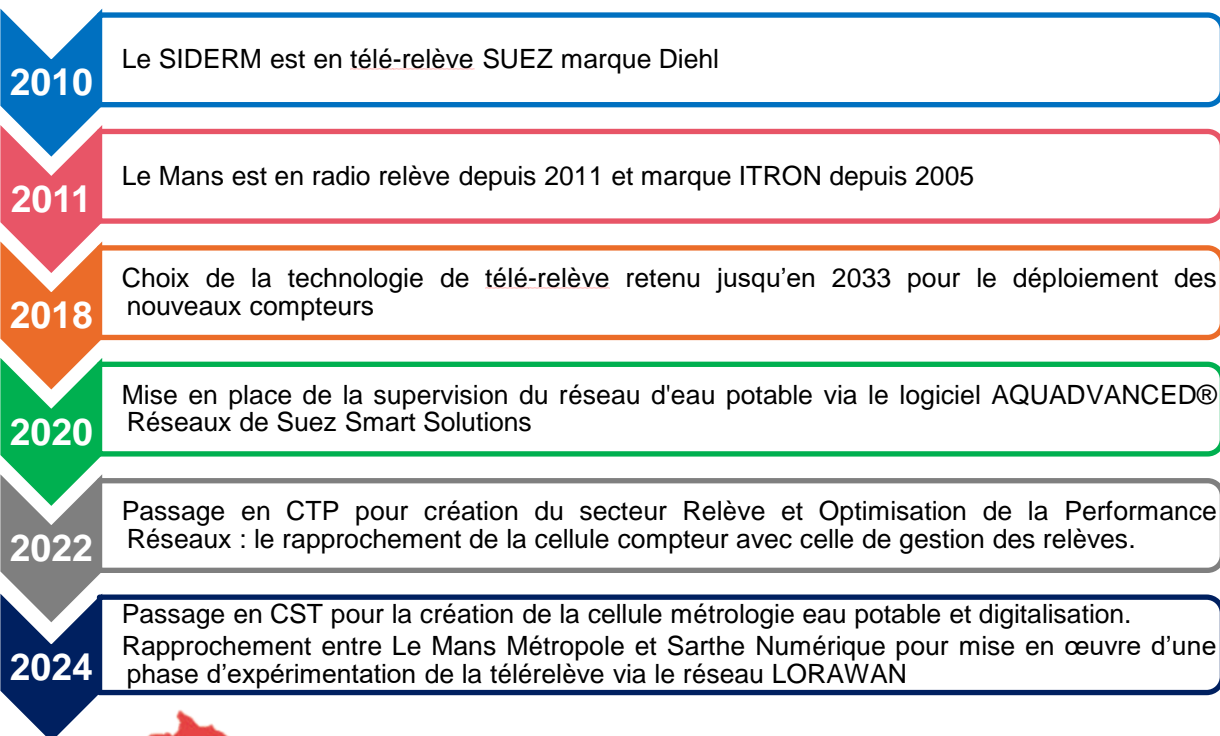 2010
Le SIDERM est en télé-relève SUEZ marque Diehl
2011
Le Mans est en radio relève depuis 2011 et marque ITRON depuis 2005
2018
Choix de la technologie de télé-relève retenu jusqu'en 2033 pour le déploiement des
nouveaux compteurs
2020
Mise en place de la supervision du réseau d'eau potable via le logiciel AQUADVANCED®
Réseaux de Suez Smart Solutions
2022
Passage en CTP pour création du secteur Relève et Optimisation de la Performance
Réseaux : le rapprochement de la cellule compteur avec celle de gestion des relèves.
2024
Passage en CST pour la création de la cellule métrologie eau potable et digitalisation.
Rapprochement entre Le Mans Métropole et Sarthe Numérique pour mise en œuvre d'une
phase d'expérimentation de la télérelève via le réseau LORAWAN